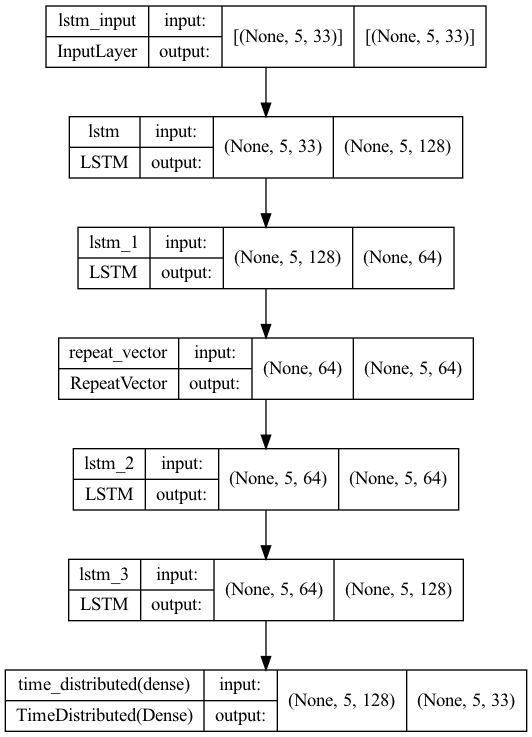 lstm_input input: [(None, 5, 33)] [(None, 5, 33)]
InputLayer output:
lstm input: (None, 5, 33) (None, 5, 128)
LSTM output:
lstm_1 input: (None, 5, 128) (None, 64)
LSTM output:
repeat_vector input: (None, 64) (None, 5, 64)
RepeatVector output:
lstm_2 input: (None, 5, 64) (None, 5, 64)
LSTM output:
lstm_3 input: (None, 5, 64) (None, 5, 128)
LSTM output:
time_distributed(dense) input: (None, 5, 128) (None, 5, 33)
TimeDistributed(Dense) output: